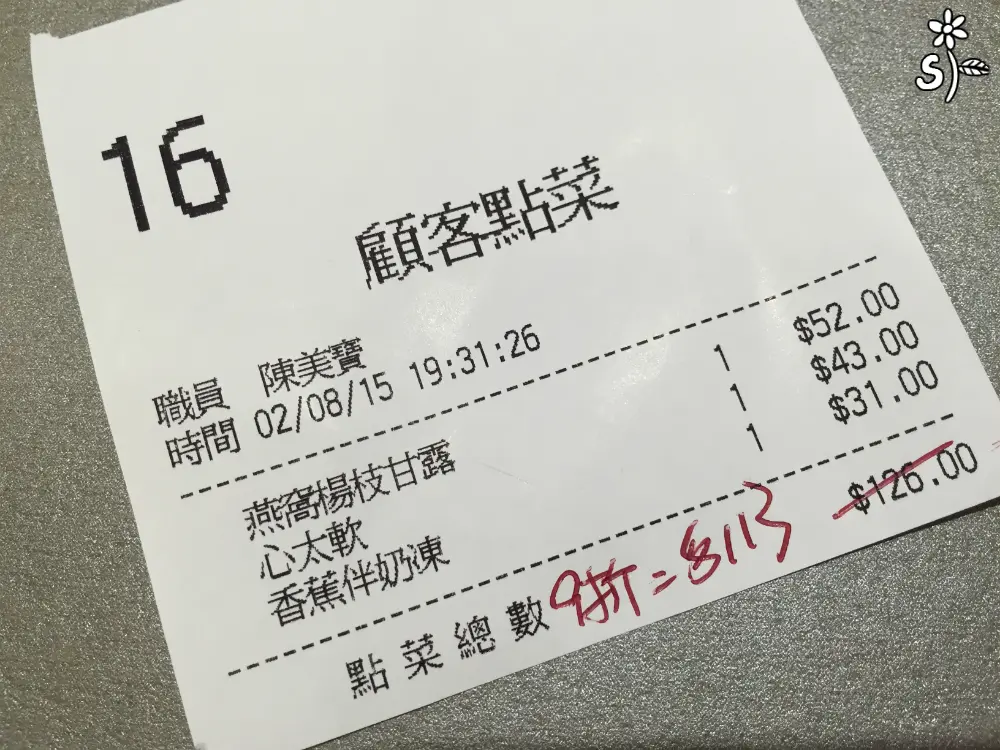 S
16
顧客點菜
職員 陳美寶
時間 02/08/15 19:31:26
燕窩楊枝甘露 1 $52.00
心太軟 1 $43.00
香蕉伴奶凍 1 $31.00
點菜總數 $126.00
9折=$113